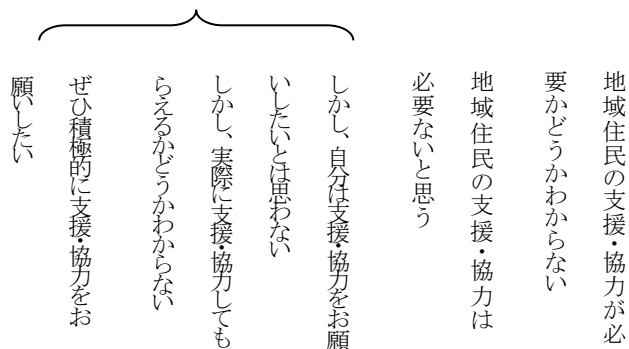 地域住民の支援・協力が必
要かどうかわからない
地域住民の支援・協力は
必要ないと思う
しかし、自分は支援・協力をお願
いしたいとは思わない
しかし、実際に支援・協力しても
らえるかどうかわからない
ぜひ積極的に支援・協力をお
願いしたい